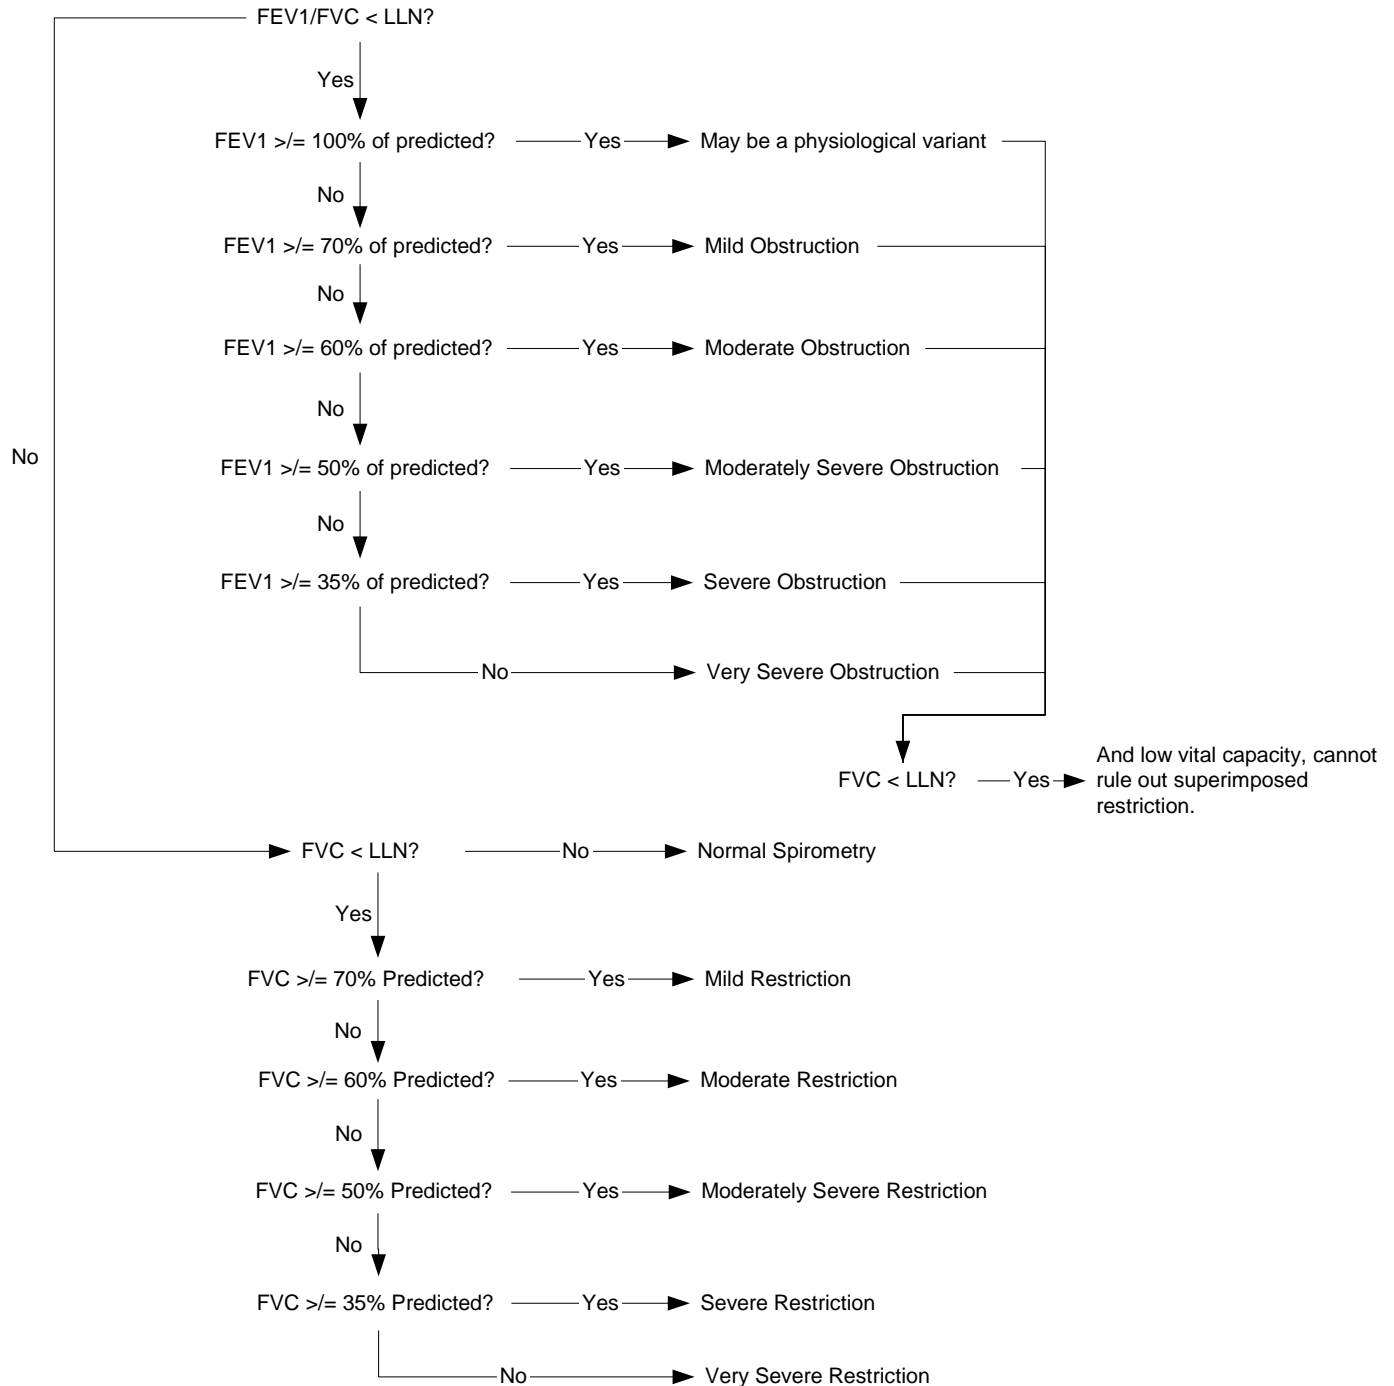 FEV1/FVC < LLN?
Yes
FEV1 >/= 100% of predicted?
Yes
May be a physiological variant
No
FEV1 >/= 70% of predicted?
Yes
Mild Obstruction
No
FEV1 >/= 60% of predicted?
Yes
Moderate Obstruction
No
No
FEV1 >/= 50% of predicted?
Yes
Moderately Severe Obstruction
No
FEV1 >/= 35% of predicted?
Yes
Severe Obstruction
No
Very Severe Obstruction
FVC < LLN?
Yes
And low vital capacity, cannot
rule out superimposed
restriction.
FVC < LLN?
No
Normal Spirometry
Yes
FVC >/= 70% Predicted?
Yes
Mild Restriction
No
FVC >/= 60% Predicted?
Yes
Moderate Restriction
No
FVC >/= 50% Predicted?
Yes
Moderately Severe Restriction
No
FVC >/= 35% Predicted?
Yes
Severe Restriction
No
Very Severe Restriction